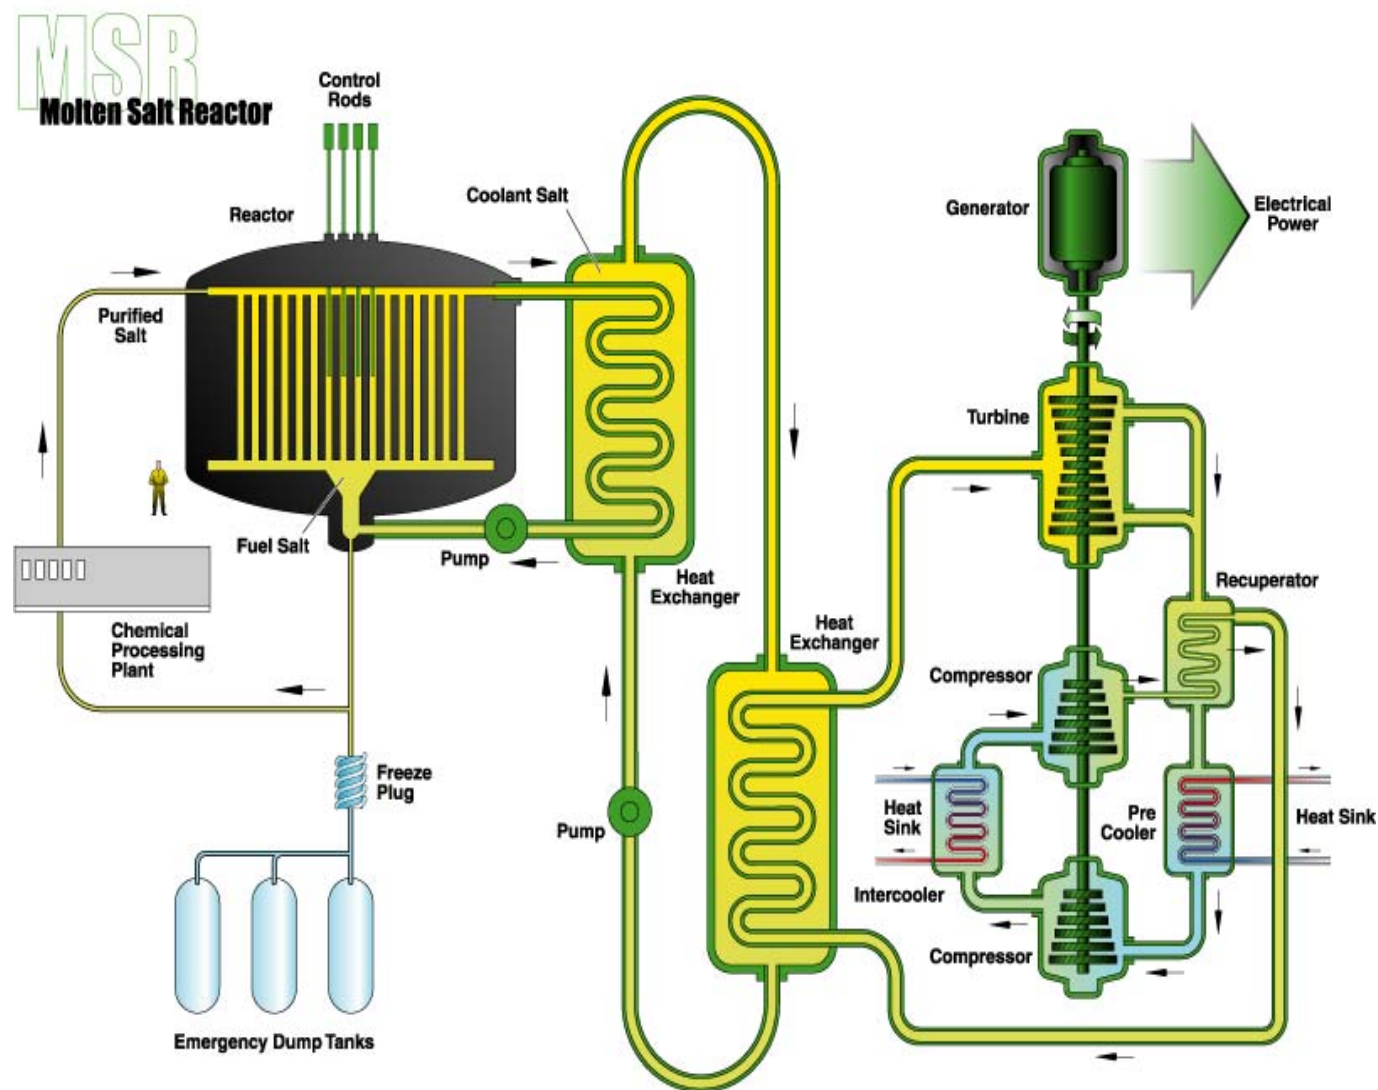 MSR
Molten Salt Reactor
Control
Rods
Reactor
Coolant Salt
Purified
Salt
Fuel Salt
Pump
Heat
Exchanger
Chemical
Processing
Plant
Freeze
Plug
Emergency Dump Tanks
Pump
Heat
Exchanger
Generator
Electrical
Power
Turbine
Recuperator
Compressor
Heat
Sink
Pre
Cooler
Heat Sink
Intercooler
Compressor